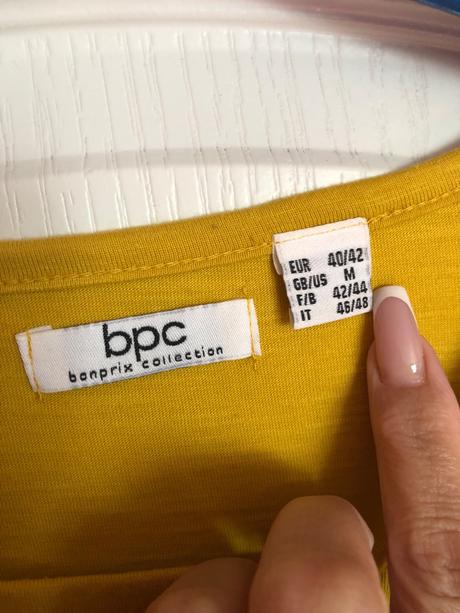 bpc
bonprix collection
EUR 40/42
GB/US M
F/B 42/44
IT 46/48